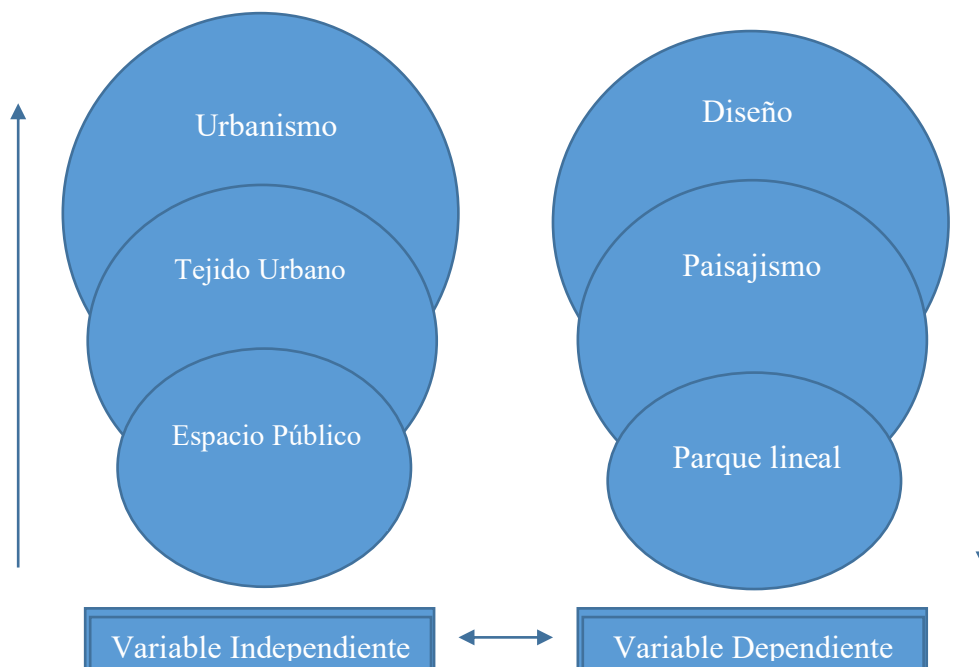 Urbanismo
Tejido Urbano
Espacio Público
Variable Independiente
Diseño
Paisajismo
Parque lineal
Variable Dependiente